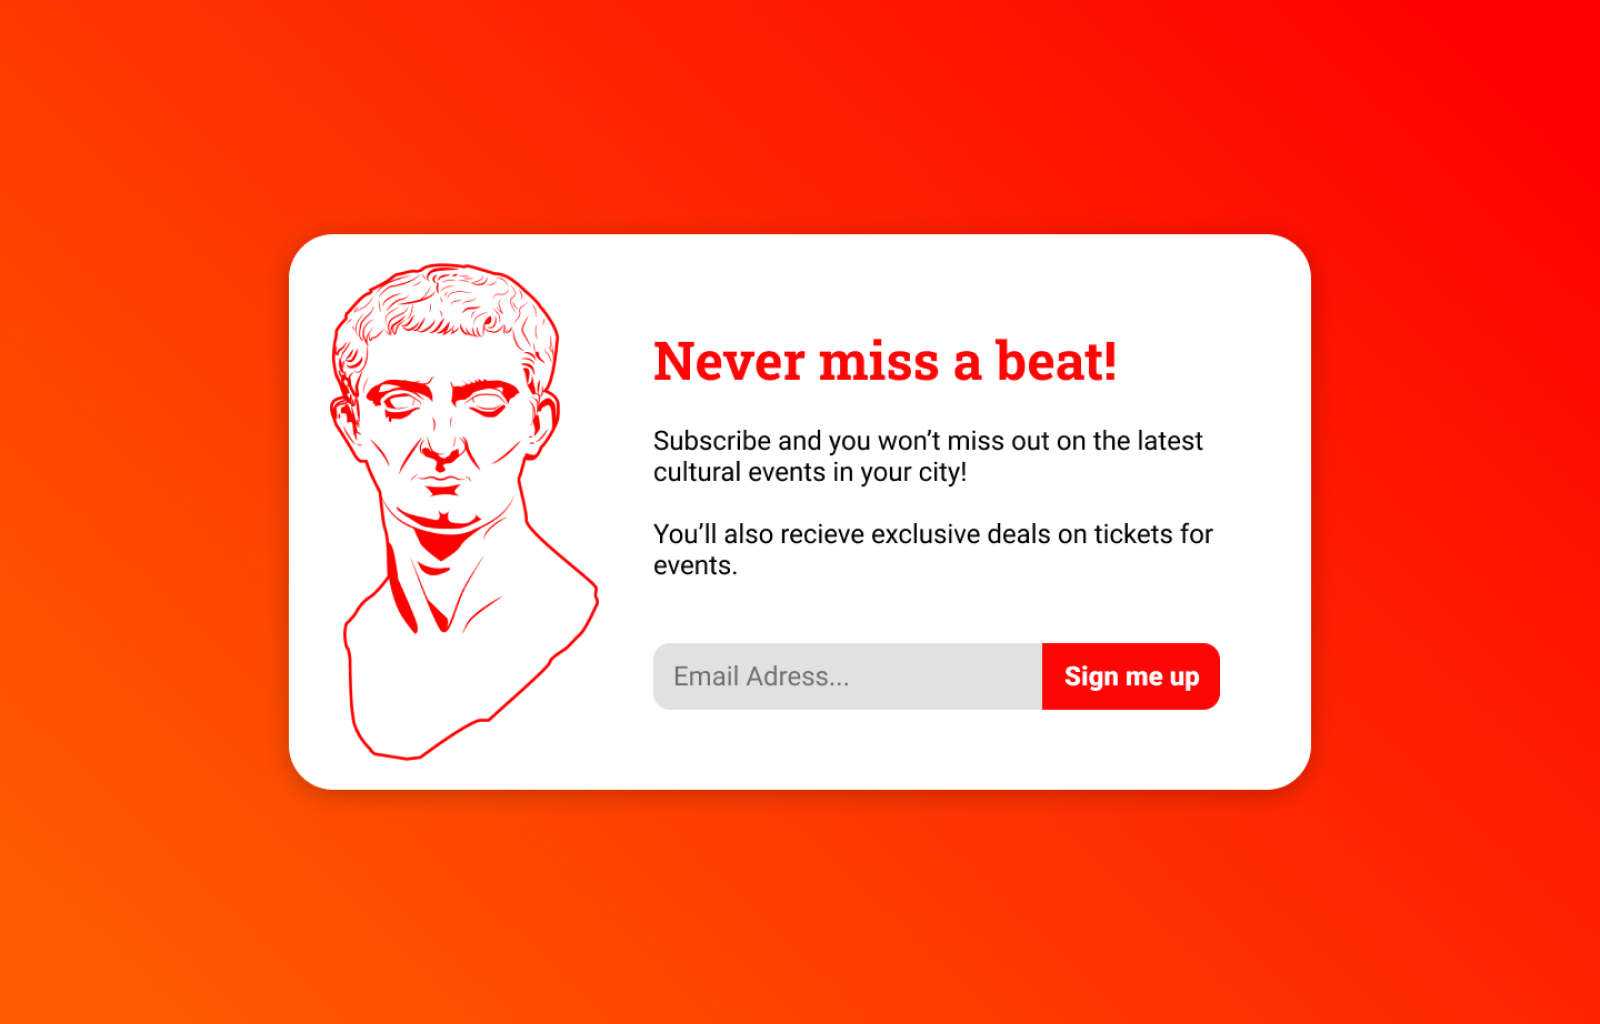 Never miss a beat!
Subscribe and you won’t miss out on the latest
cultural events in your city!
You’ll also recieve exclusive deals on tickets for
events.
Email Adress... Sign me up